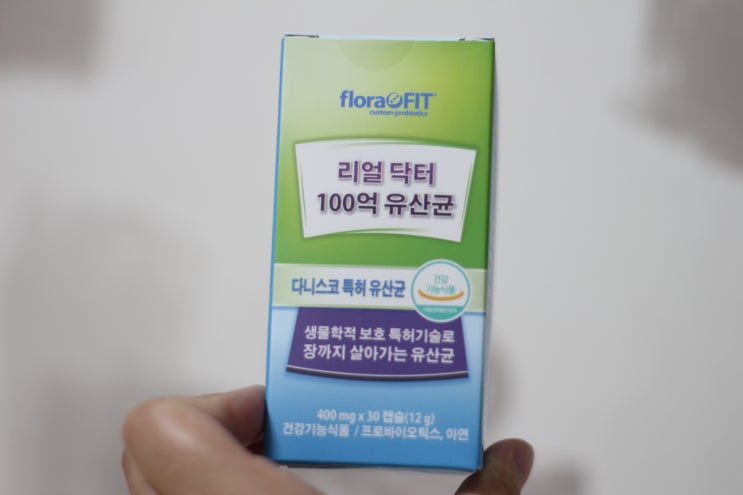 floraFIT
custom probiotics
리얼 닥터
100억 유산균
다니스코 특허 유산균
건강
기능식품
생물학적 보호 특허기술로
장까지 살아가는 유산균
400 mg x 30 캡슐(12 g)
건강기능식품 / 프로바이오틱스, 아연